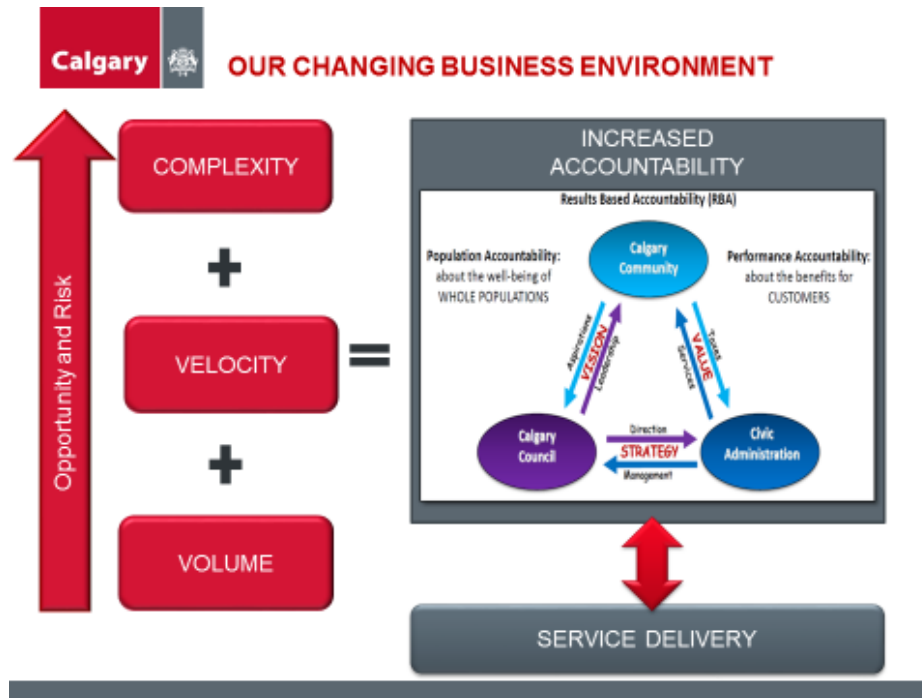 Calgary
OUR CHANGING BUSINESS ENVIRONMENT
Opportunity and Risk
COMPLEXITY
+
VELOCITY
+
VOLUME
=
INCREASED
ACCOUNTABILITY
Results Based Accountability (RBA)
Population Accountability:
about the well-being of
WHOLE POPULATIONS
Calgary
Community
Performance Accountability:
about the benefits for
CUSTOMERS
Aspirations
VISION
Leadership
Taxes
VALUE
Services
Calgary
Council
Direction
STRATEGY
Management
Civic
Administration
SERVICE DELIVERY